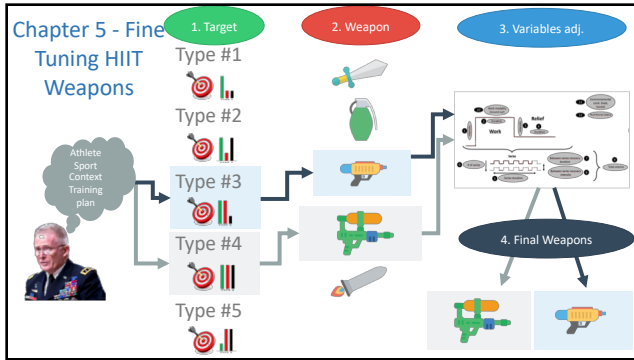 Chapter 5 - Fine
Tuning HIIT
Weapons
1. Target
2. Weapon
3. Variables adj.
Type #1
Type #2
Type #3
Type #4
Type #5
Athlete
Sport
Context
Training
plan
Work
Relief
4. Final Weapons